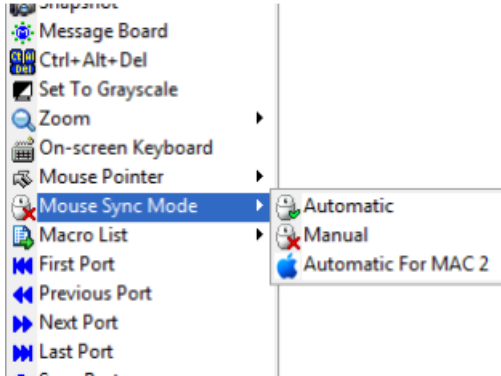 Snapshot
Message Board
Ctrl+Alt+Del
Set To Grayscale
Zoom
On-screen Keyboard
Mouse Pointer
Mouse Sync Mode
Automatic
Macro List
Manual
First Port
Automatic For MAC 2
Previous Port
Next Port
Last Port